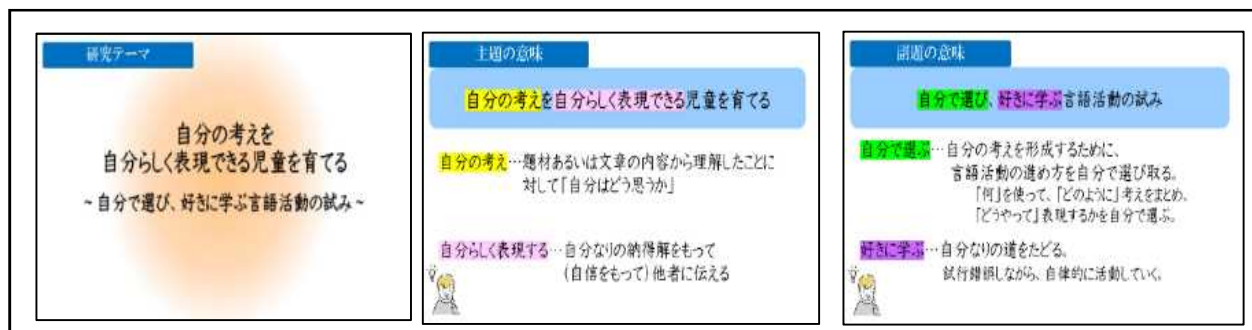 研究テーマ
自分の考えを
自分らしく表現できる児童を育てる
~自分で選び、好きに学ぶ言語活動の試み~
主題の意味
自分の考えを自分らしく表現できる児童を育てる
自分の考え…題材あるいは文章の内容から理解したことに
対して「自分はどう思うか」
自分らしく表現する…自分なりの納得解をもって
(自信をもって)他者に伝える
副題の意味
自分で選び、好きに学ぶ言語活動の試み
自分で選ぶ…自分の考えを形成するために、
言語活動の進め方を自分で選び取る。
「何」を使って、「どのように」考えをまとめ、
「どうやって」表現するかを自分で選ぶ。
好きに学ぶ…自分なりの道をたどる。
試行錯誤しながら、自律的に活動していく。